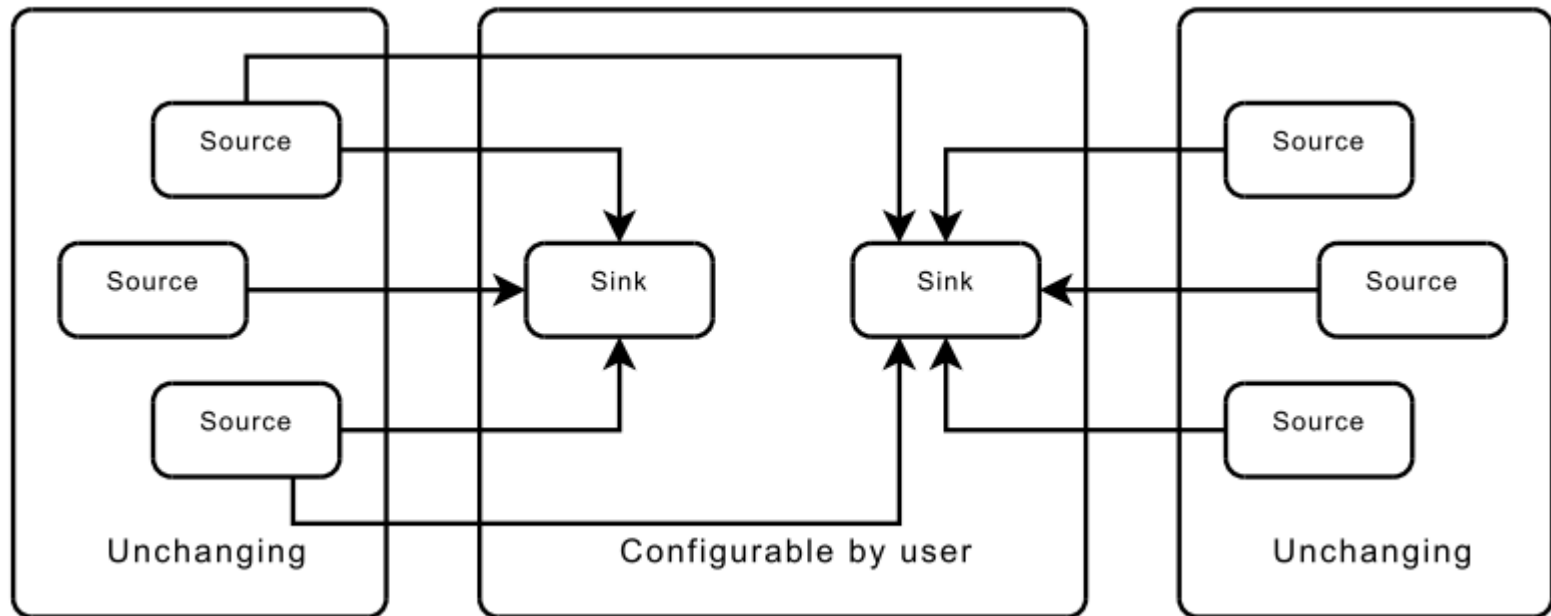 Source
Source
Source
Unchanging
Sink
Sink
Configurable by user
Source
Source
Source
Unchanging